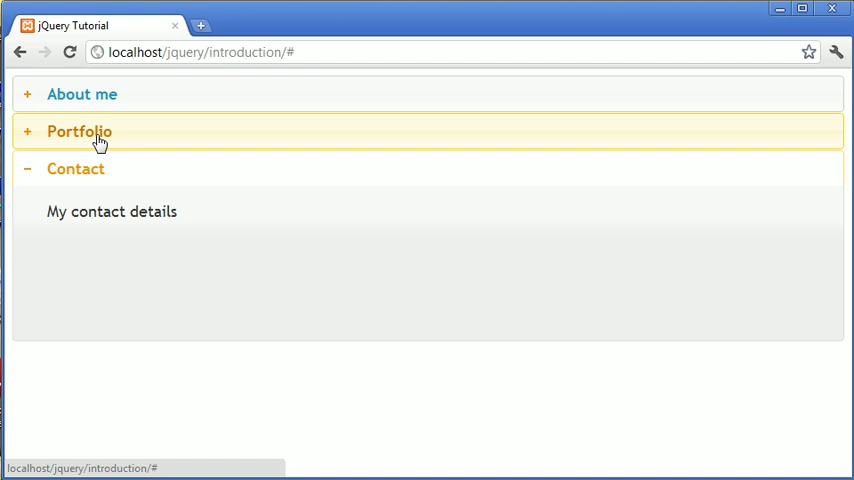 jQuery Tutorial
localhost/jquery/introduction/#
About me
Portfolio
Contact
My contact details
localhost/jquery/introduction/#